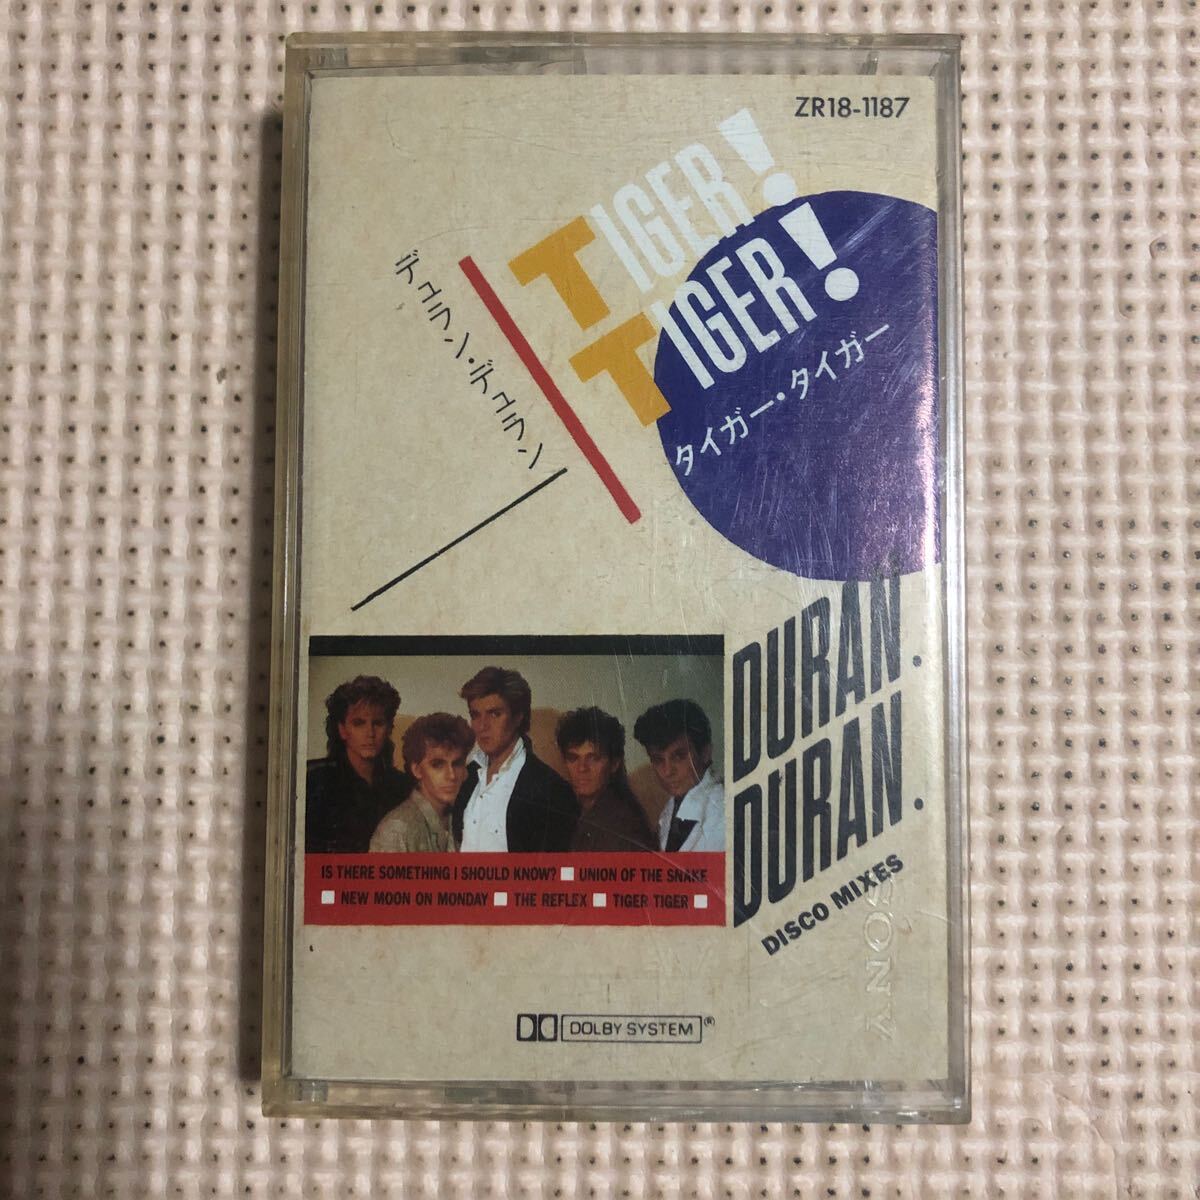 ZR18-1187
TIGER!
TIGER!
タイガー・タイガー
デュラン・デュラン
DURAN.
DURAN.
DISCO MIXES
SONY
IS THERE SOMETHING I SHOULD KNOW? UNION OF THE SNAKE
NEW MOON ON MONDAY THE REFLEX TIGER TIGER
DOLBY SYSTEM®